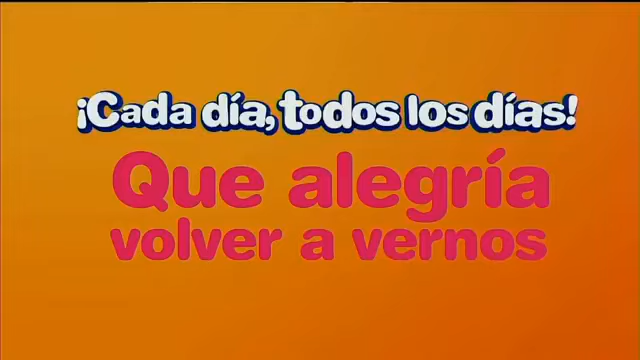 ¡Cada día, todos los días!
Que alegría
volver a vernos